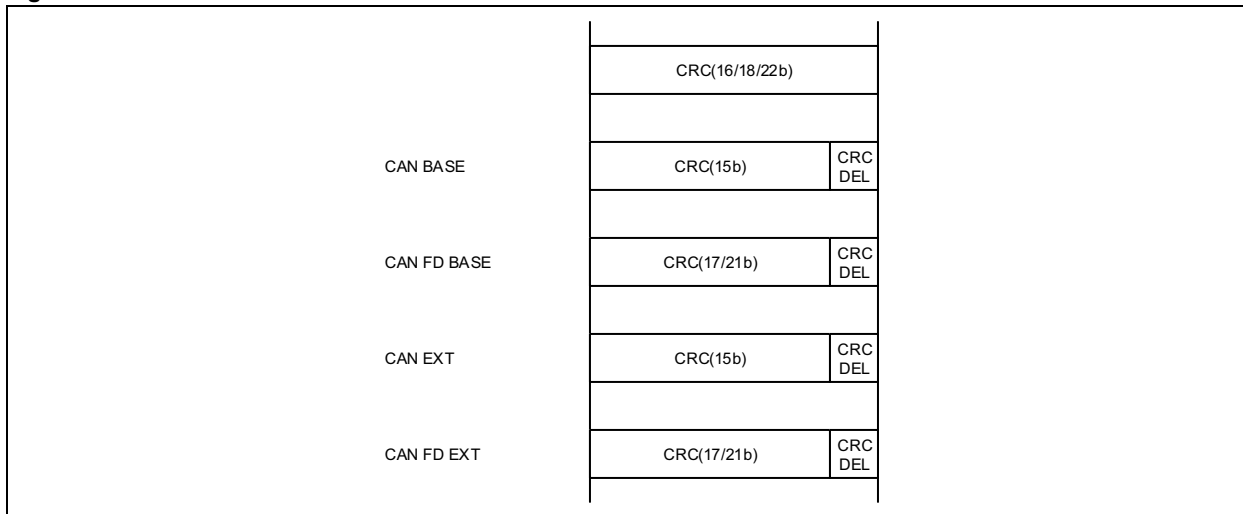 CRC(16/18/22b)
CAN BASE
CRC(15b)
CRC
DEL
CAN FD BASE
CRC(17/21b)
CRC
DEL
CAN EXT
CRC(15b)
CRC
DEL
CAN FD EXT
CRC(17/21b)
CRC
DEL